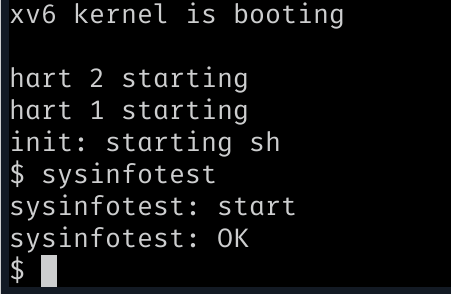 xv6 kernel is booting
hart 2 starting
hart 1 starting
init: starting sh
$ sysinfotest
sysinfotest: start
sysinfotest: OK
$